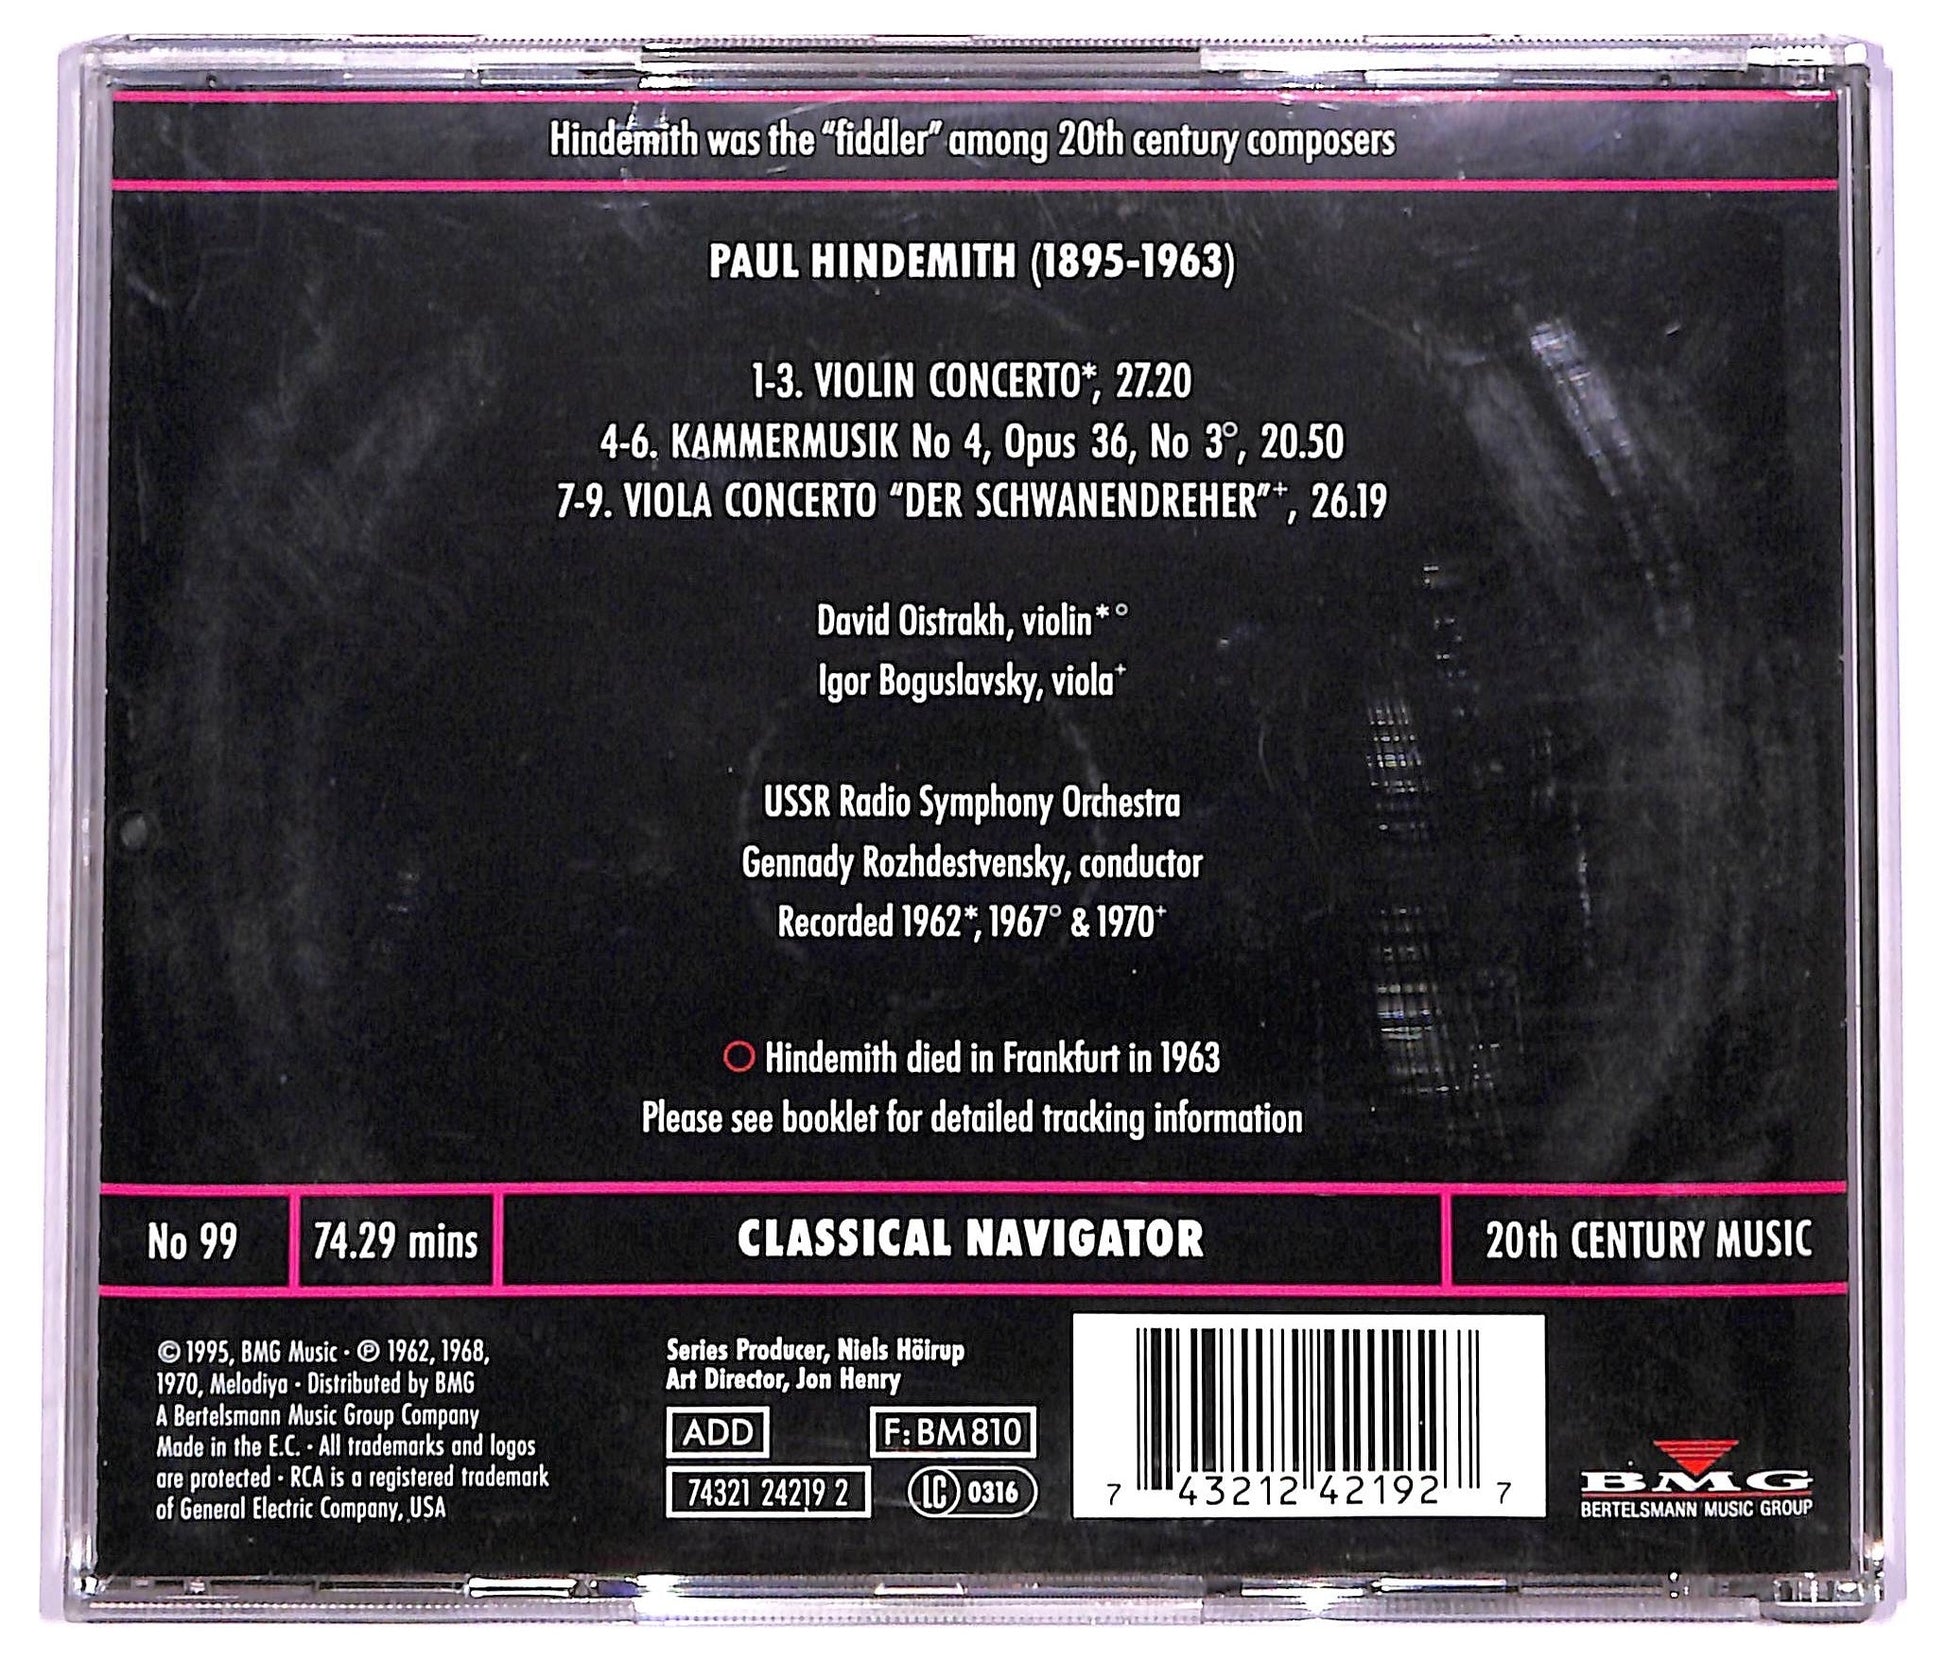 Hindemith was the “fiddler” among 20th century composers
PAUL HINDEMITH (1895-1963)
1-3. VIOLIN CONCERTO*, 27.20
4-6. KAMMERMUSIK No 4, Opus 36, No 3°, 20.50
7-9. VIOLA CONCERTO “DER SCHWANENDREHER”+, 26.19
David Oistrakh, violin*°
Igor Boguslavsky, viola+
USSR Radio Symphony Orchestra
Gennady Rozhdestvensky, conductor
Recorded 1962*, 1967° & 1970+
Hindemith died in Frankfurt in 1963
Please see booklet for detailed tracking information
No 99
74.29 mins
CLASSICAL NAVIGATOR
20th CENTURY MUSIC
© 1995, BMG Music · ℗ 1962, 1968,
1970, Melodiya · Distributed by BMG
A Bertelsmann Music Group Company
Made in the E.C. · All trademarks and logos
are protected · RCA is a registered trademark
of General Electric Company, USA
Series Producer, Niels Höirup
Art Director, Jon Henry
ADD
F: BM 810
74321 24219 2
LC 0316
7 43212 42192 7
BMG
BERTELSMANN MUSIC GROUP